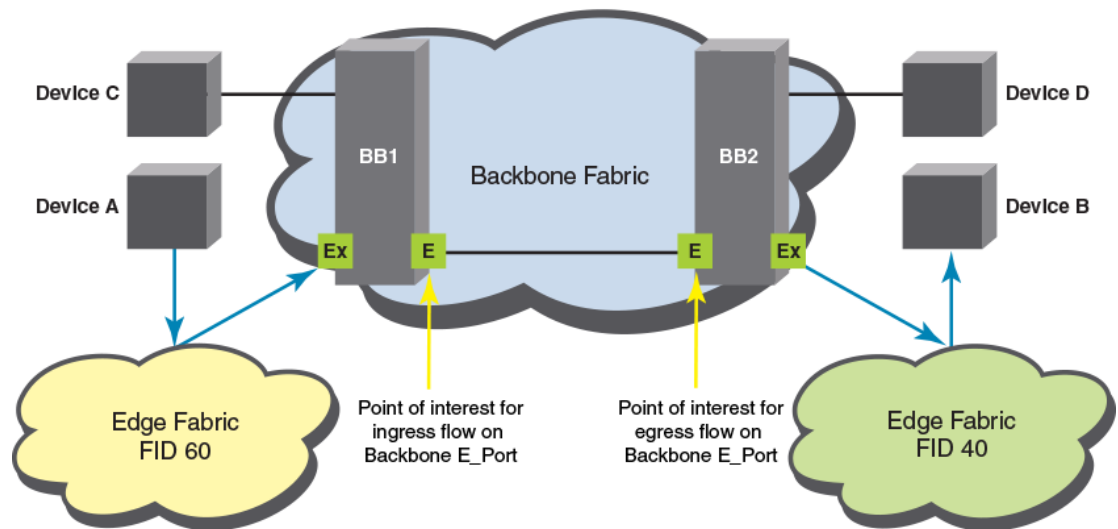 Device C
Device A
BB1
Backbone Fabric
BB2
Device D
Device B
Ex
E
E
Ex
Edge Fabric
FID 60
Point of interest for
ingress flow on
Backbone E_Port
Point of interest for
egress flow on
Backbone E_Port
Edge Fabric
FID 40